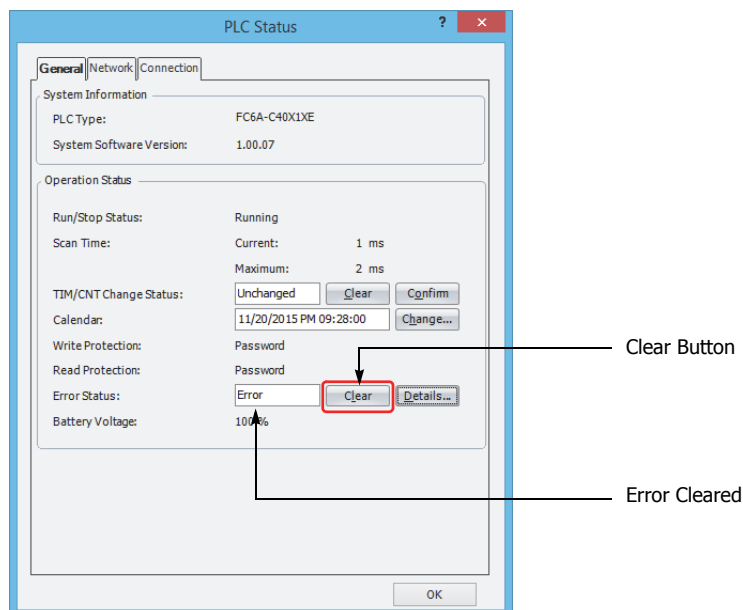 PLC Status ? ×
General Network Connection
System Information
PLC Type: FC6A-C40X1XE
System Software Version: 1.00.07
Operation Status
Run/Stop Status: Running
Scan Time: Current: 1 ms
Maximum: 2 ms
TIM/CNT Change Status: Unchanged Clear Confirm
Calendar: 11/20/2015 PM 09:28:00 Change...
Write Protection: Password
Clear Button
Read Protection: Password
Error Status: Error Clear Details...
Battery Voltage: 100 %
Error Cleared
OK